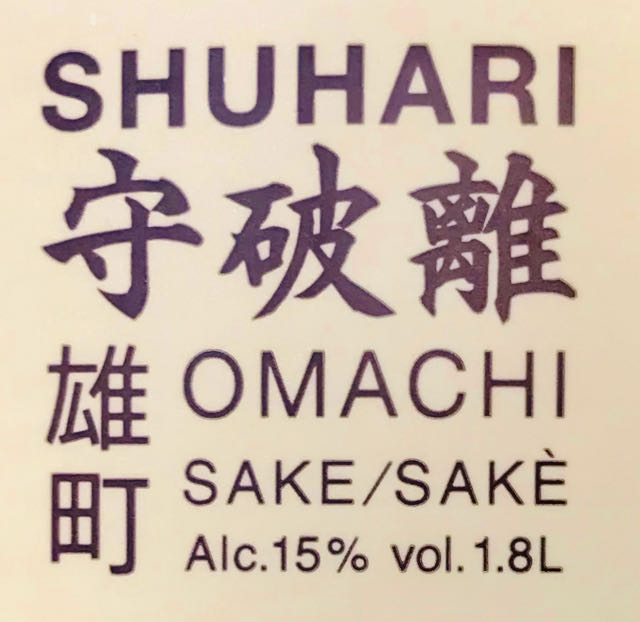 SHUHARI
守破離
雄町
OMACHI
SAKE/SAKÈ
Alc.15% vol.1.8L